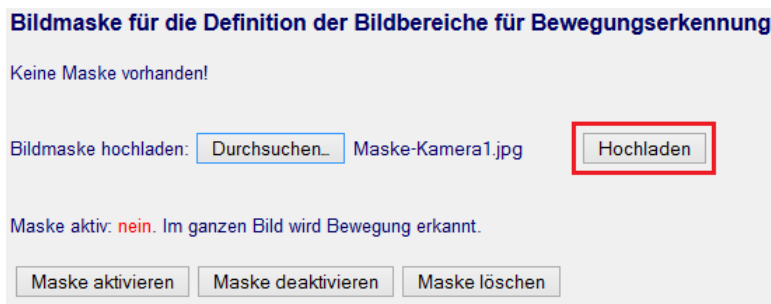 Bildmaske für die Definition der Bildbereiche für Bewegungserkennung
Keine Maske vorhanden!
Bildmaske hochladen: Durchsuchen... Maske-Kamera1.jpg Hochladen
Maske aktiv: nein. Im ganzen Bild wird Bewegung erkannt.
Maske aktivieren Maske deaktivieren Maske löschen